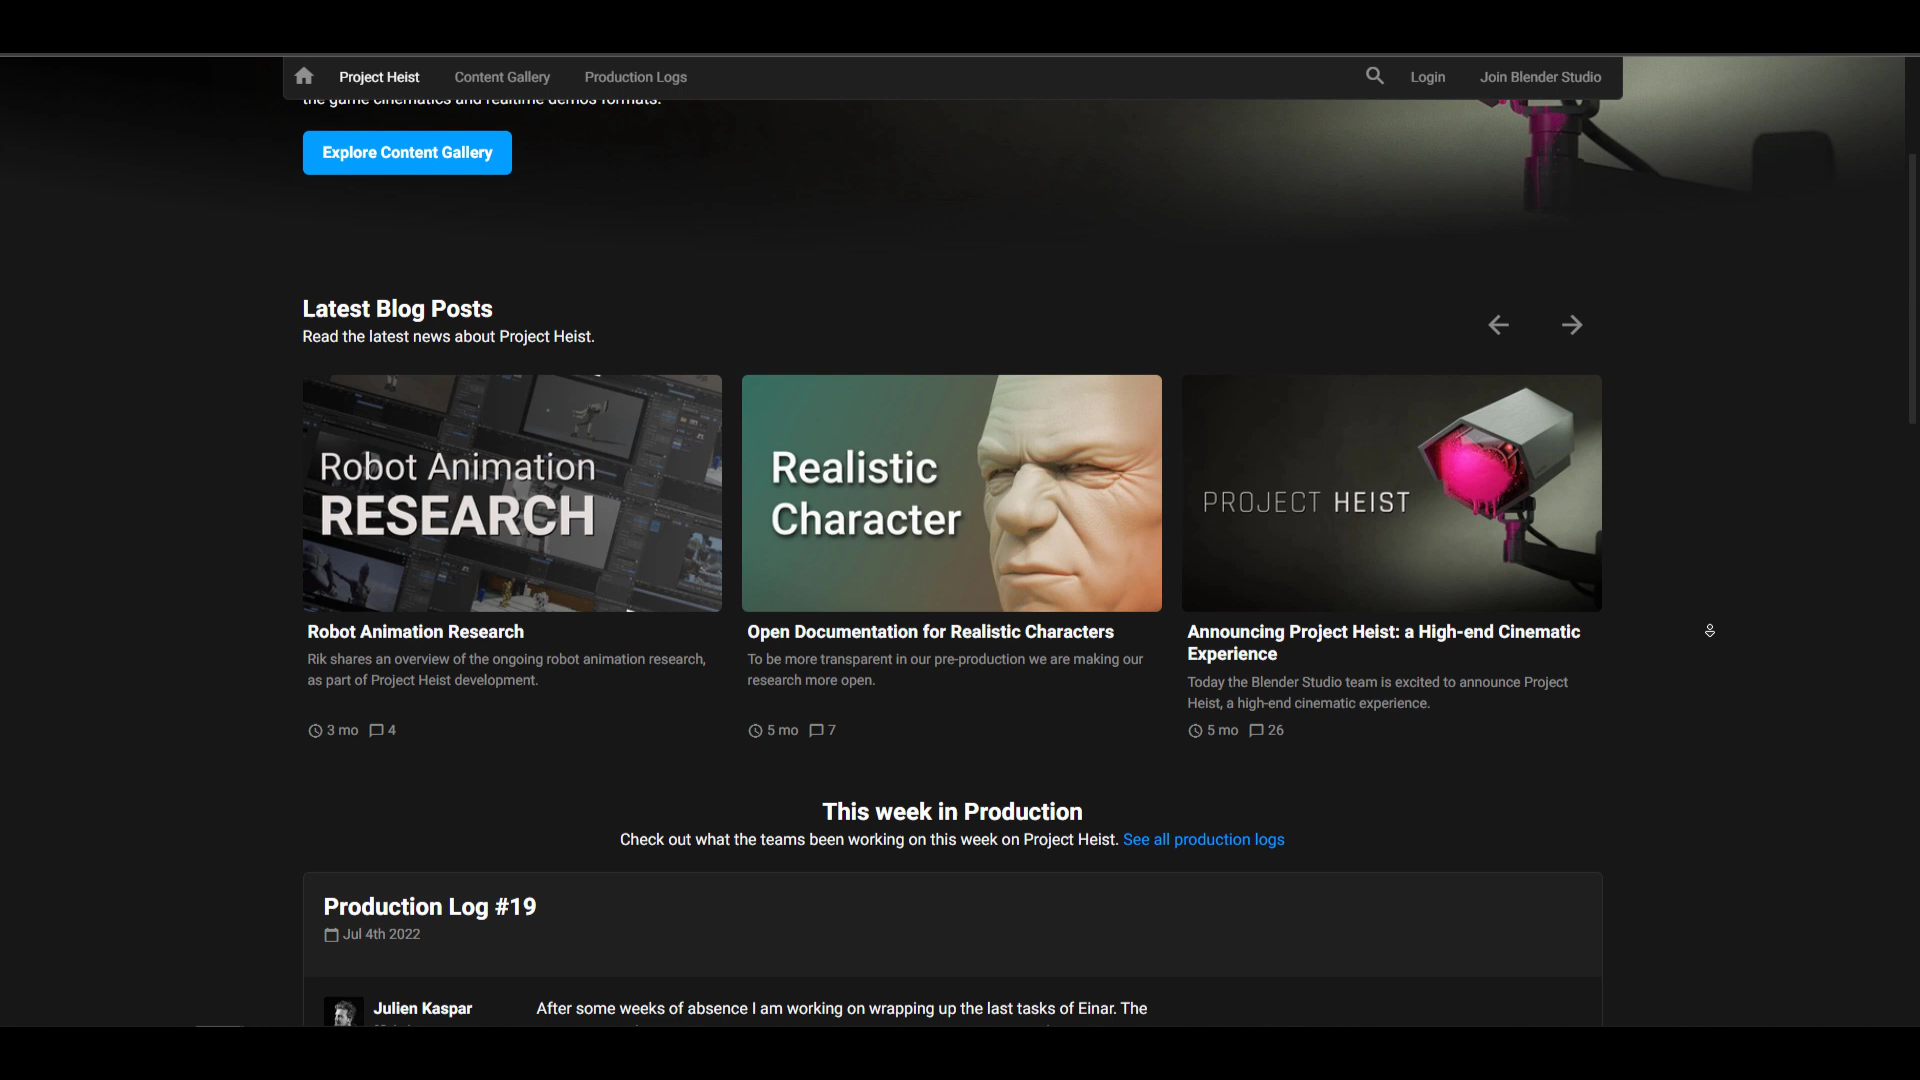 Project Heist
Content Gallery
Production Logs
Login
Join Blender Studio
the game cinematics and realtime demos formats.
Explore Content Gallery
Latest Blog Posts
Read the latest news about Project Heist.
Robot Animation
RESEARCH
Realistic
Character
PROJECT HEIST
Robot Animation Research
Rik shares an overview of the ongoing robot animation research,
as part of Project Heist development.
3 mo 4
Open Documentation for Realistic Characters
To be more transparent in our pre-production we are making our
research more open.
5 mo 7
Announcing Project Heist: a High-end Cinematic
Experience
Today the Blender Studio team is excited to announce Project
Heist, a high-end cinematic experience.
5 mo 26
This week in Production
Check out what the teams been working on this week on Project Heist. See all production logs
Production Log #19
Jul 4th 2022
Julien Kaspar
After some weeks of absence I am working on wrapping up the last tasks of Einar. The